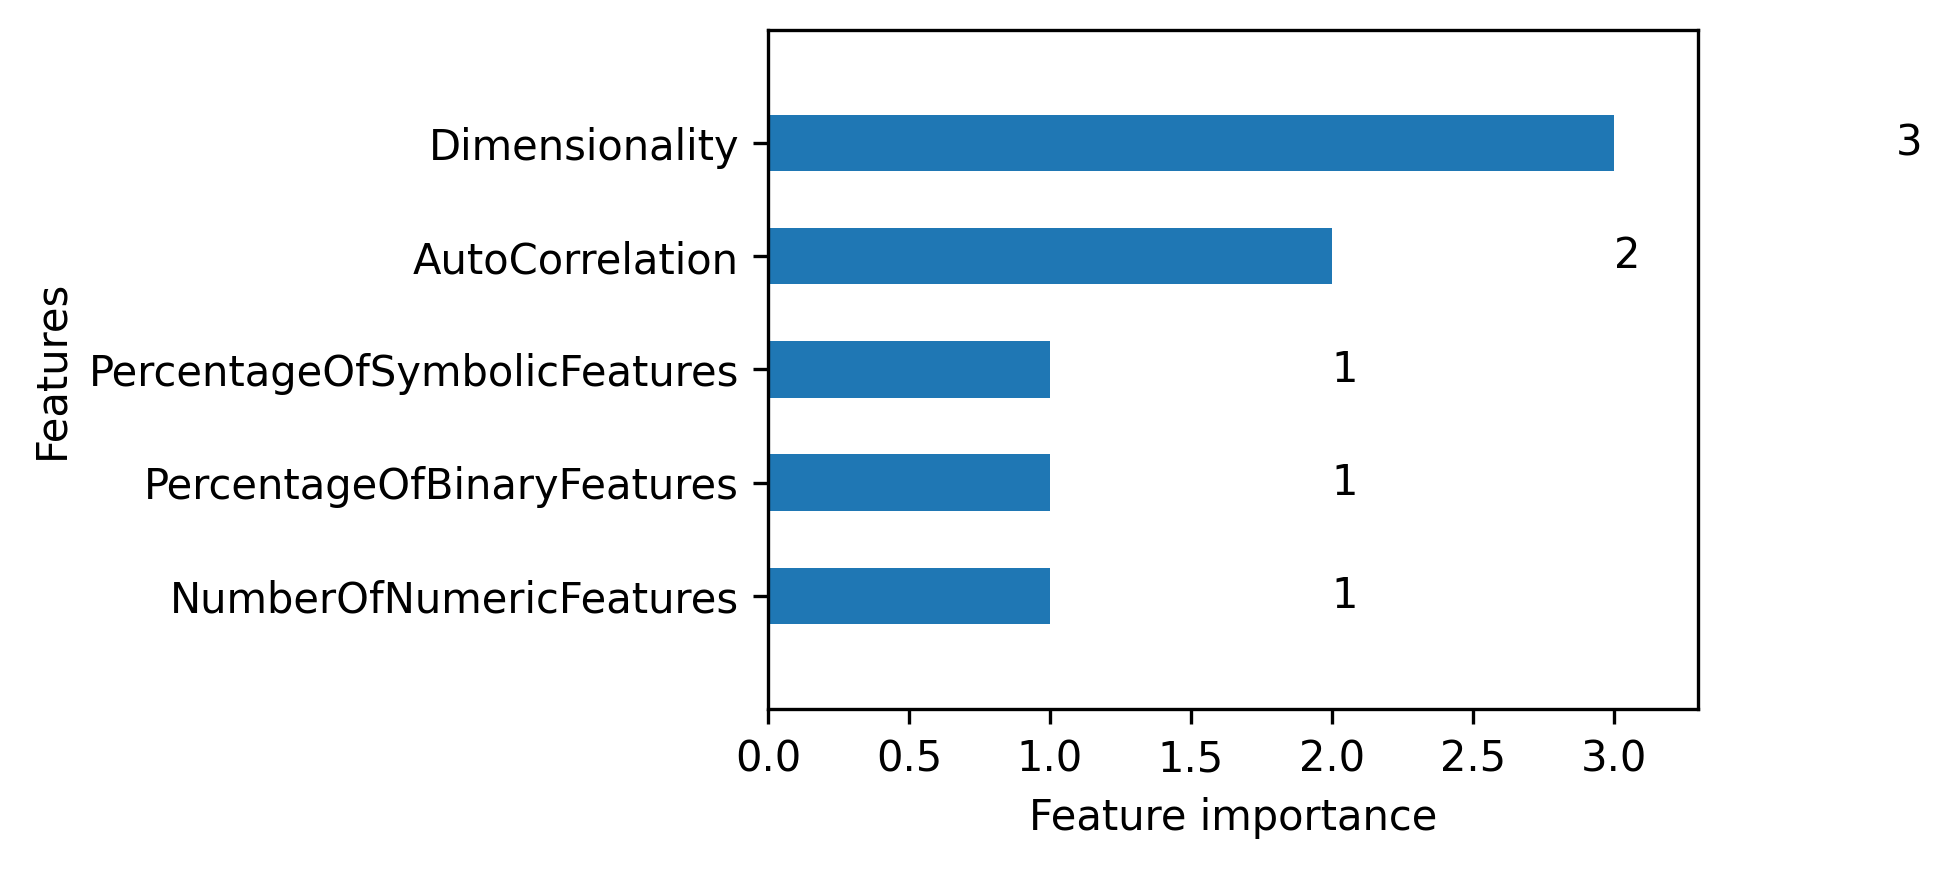 Features
Dimensionality 3
AutoCorrelation 2
PercentageOfSymbolicFeatures 1
PercentageOfBinaryFeatures 1
NumberOfNumericFeatures 1
0.0 0.5 1.0 1.5 2.0 2.5 3.0
Feature importance